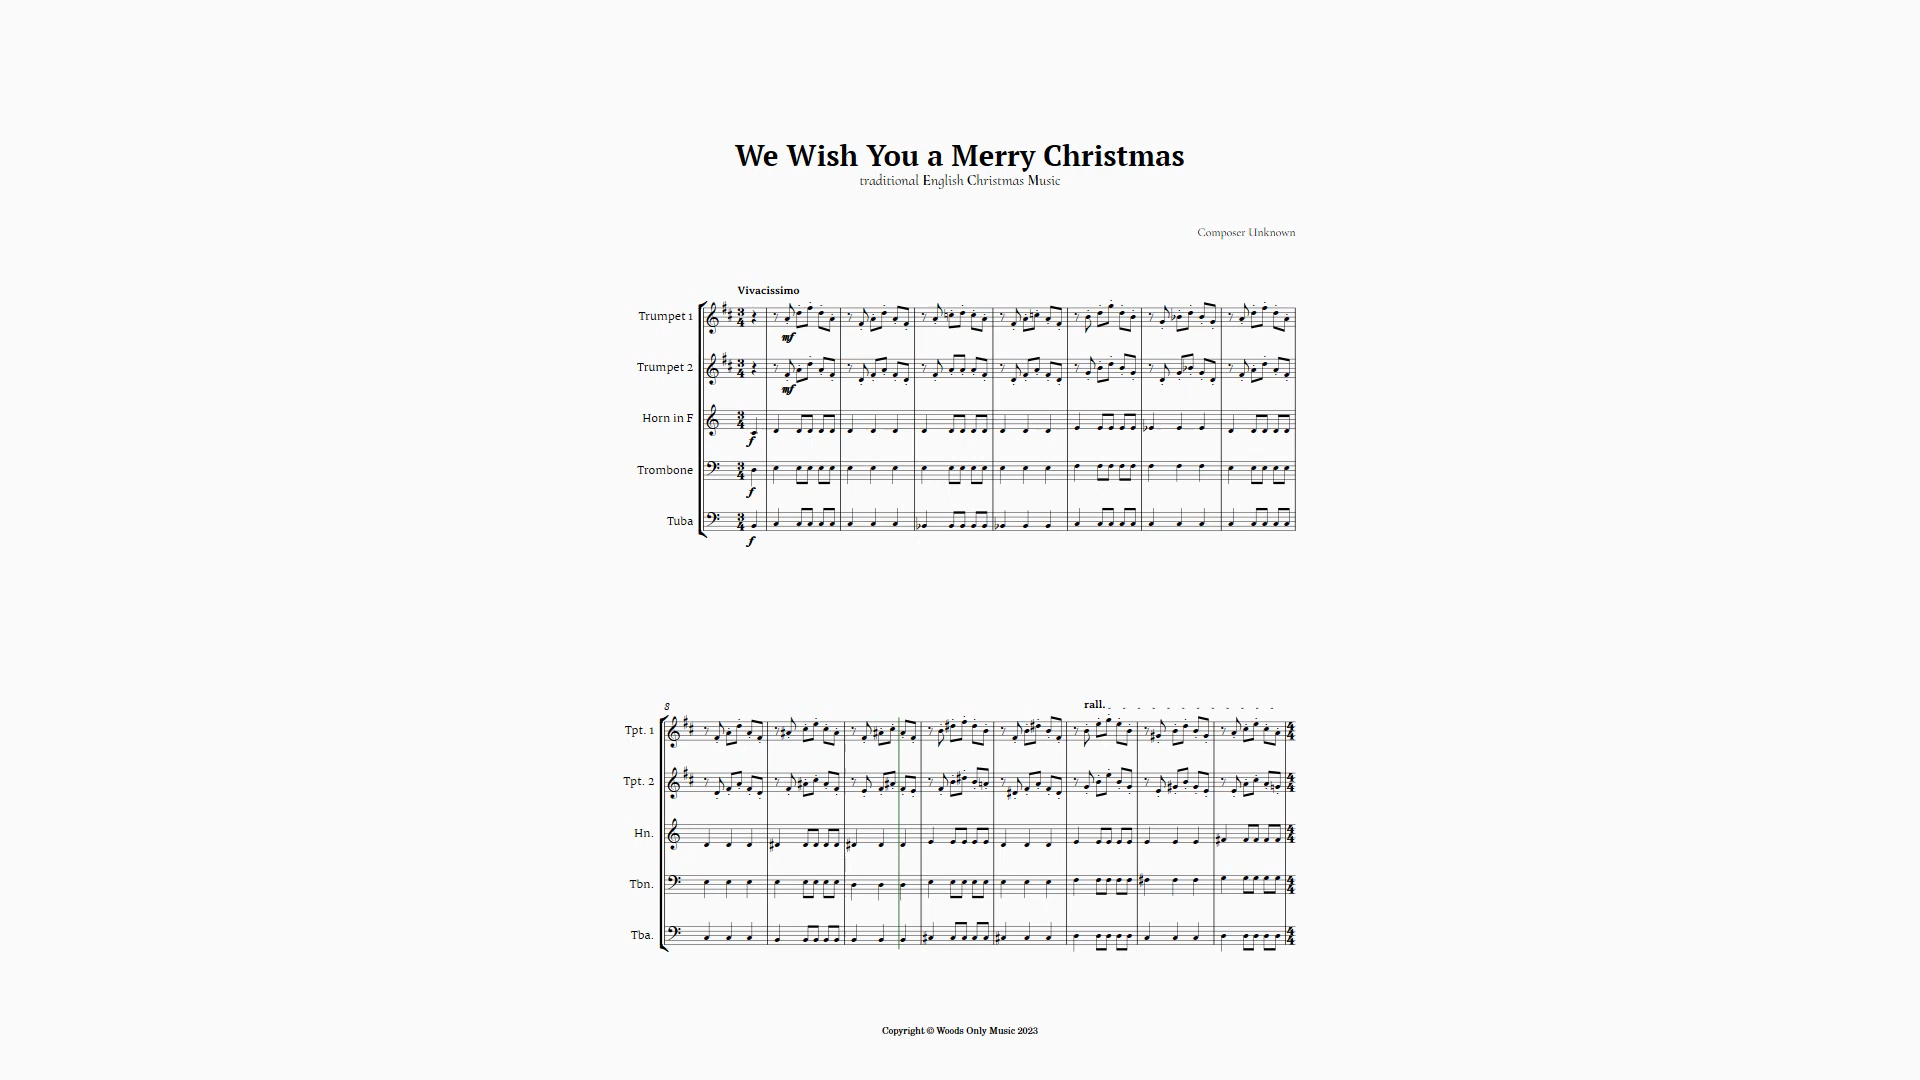 We Wish You a Merry Christmas
traditional English Christmas Music
Composer Unknown
Vivacissimo
Trumpet 1
mf
Trumpet 2
mf
Horn in F
f
Trombone
f
Tuba
f
8
rall.
Tpt. 1
Tpt. 2
Hn.
Tbn.
Tba.
Copyright © Woods Only Music 2023